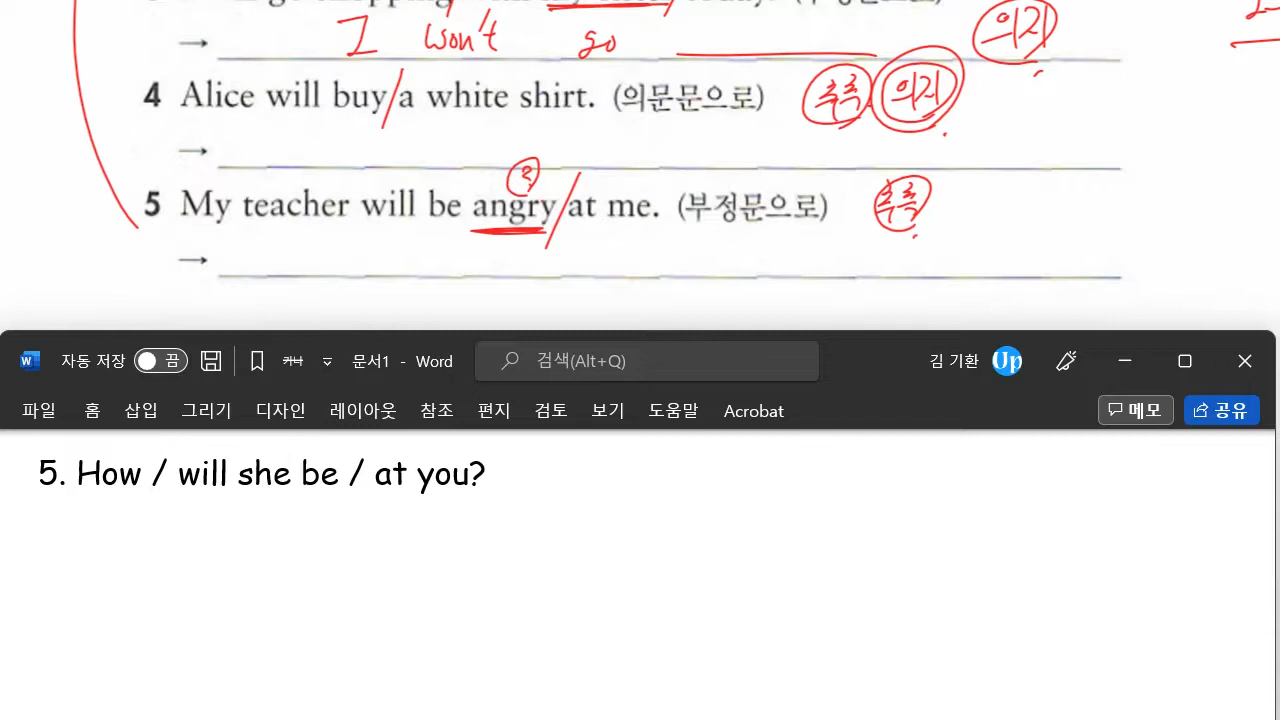 I won't go 의지
4 Alice will buy/a white shirt. (의문문으로) 추측 의지
→
5 My teacher will be angry/at me. (부정문으로) 추측
→
자동 저장 끔 가나 문서1 - Word 검색(Alt+Q) 김 기환 Up
파일 홈 삽입 그리기 디자인 레이아웃 참조 편지 검토 보기 도움말 Acrobat 메모 공유
5. How / will she be / at you?